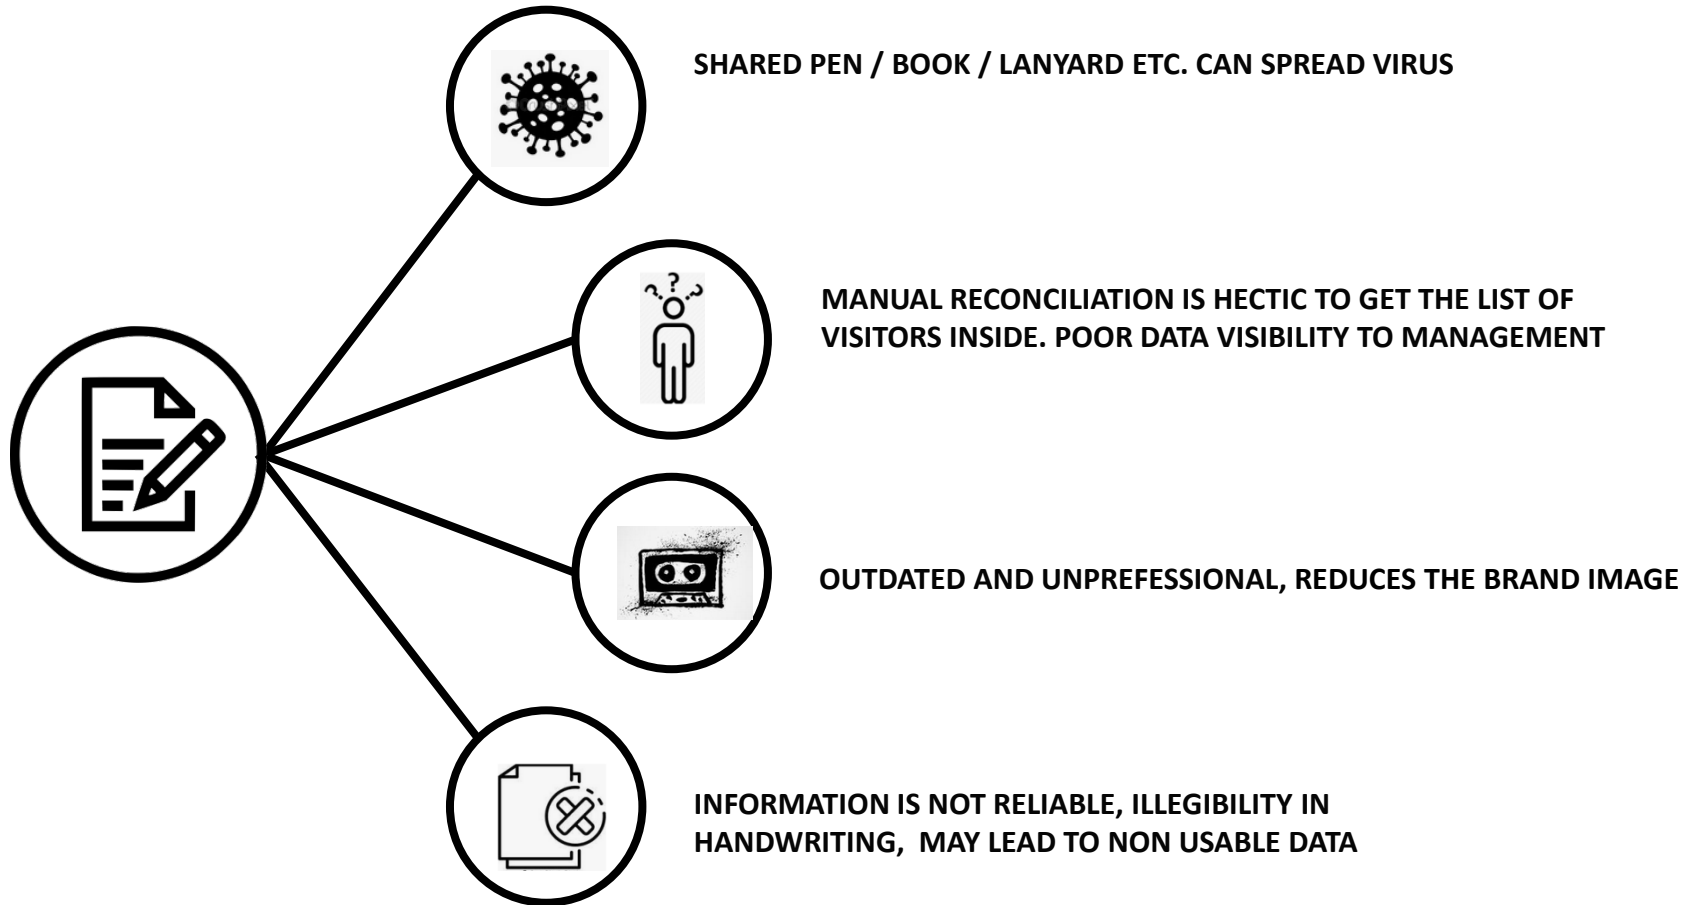 SHARED PEN / BOOK / LANYARD ETC. CAN SPREAD VIRUS
MANUAL RECONCILIATION IS HECTIC TO GET THE LIST OF
VISITORS INSIDE. POOR DATA VISIBILITY TO MANAGEMENT
OUTDATED AND UNPREFESSIONAL, REDUCES THE BRAND IMAGE
INFORMATION IS NOT RELIABLE, ILLEGIBILITY IN
HANDWRITING,  MAY LEAD TO NON USABLE DATA